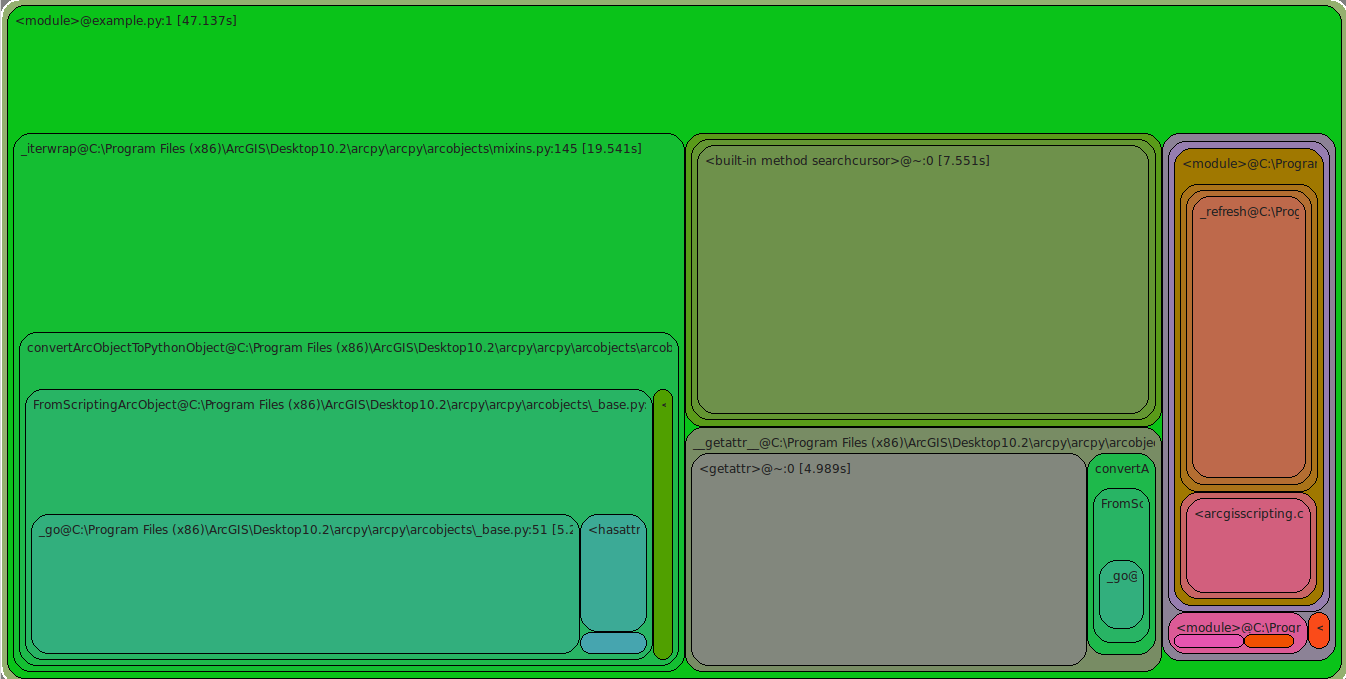 <module>@example.py:1 [47.137s]
_iterwrap@C:\Program Files (x86)\ArcGIS\Desktop10.2\arcpy\arcpy\arcobjects\mixins.py:145 [19.541s]
<built-in method searchcursor>@~:0 [7.551s]
<module>@C:\Program
_refresh@C:\Prog
convertArcObjectToPythonObject@C:\Program Files (x86)\ArcGIS\Desktop10.2\arcpy\arcpy\arcobjects\arcob
FromScriptingArcObject@C:\Program Files (x86)\ArcGIS\Desktop10.2\arcpy\arcpy\arcobjects\_base.py:
<
__getattr__@C:\Program Files (x86)\ArcGIS\Desktop10.2\arcpy\arcpy\arcobje
<getattr>@~:0 [4.989s]
convertA
FromSc
<arcgisscripting.c
_go@C:\Program Files (x86)\ArcGIS\Desktop10.2\arcpy\arcpy\arcobjects\_base.py:51 [5.2
<hasattr
_go@
<module>@C:\Progr
<